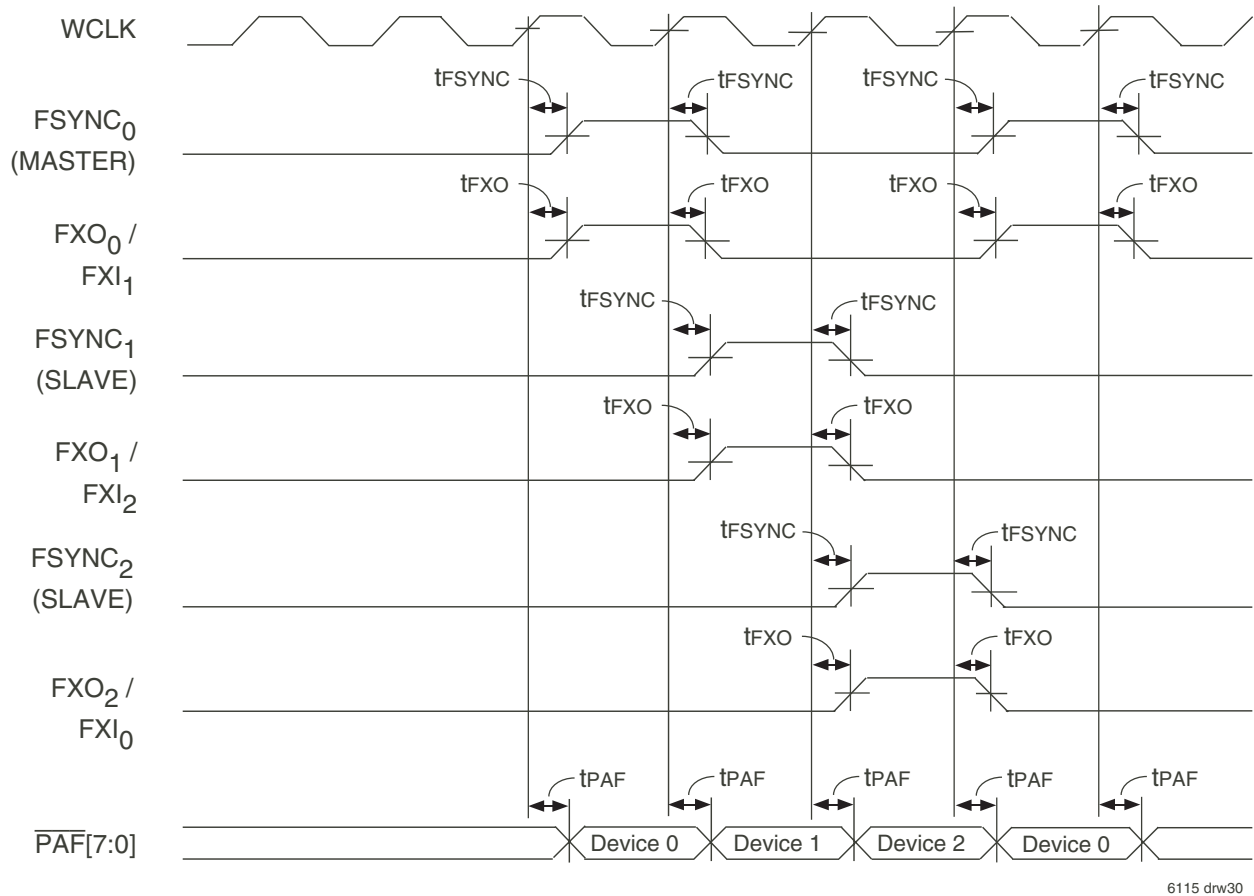 WCLK
tFSYNC tFSYNC tFSYNC tFSYNC
FSYNC0
(MASTER)
tFXO tFXO tFXO tFXO
FXO0 /
FXI1
tFSYNC tFSYNC
FSYNC1
(SLAVE)
tFXO tFXO
FXO1 /
FXI2
tFSYNC tFSYNC
FSYNC2
(SLAVE)
tFXO tFXO
FXO2 /
FXI0
tPAF tPAF tPAF tPAF tPAF
PAF[7:0] Device 0 Device 1 Device 2 Device 0
6115 drw30